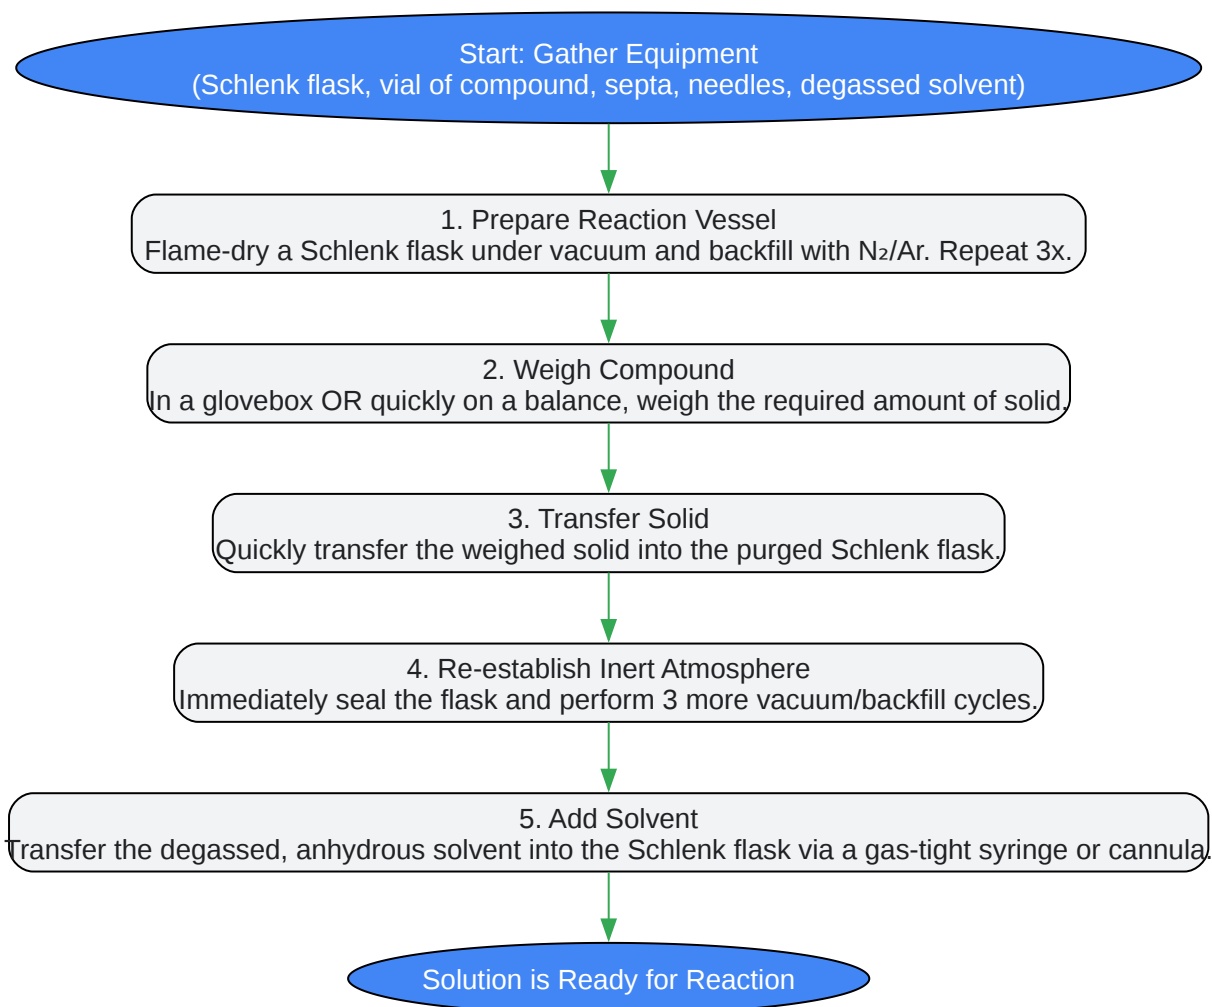 Start: Gather Equipment
(Schlenk flask, vial of compound, septa, needles, degassed solvent)
1. Prepare Reaction Vessel
Flame-dry a Schlenk flask under vacuum and backfill with N₂/Ar. Repeat 3x.
2. Weigh Compound
In a glovebox OR quickly on a balance, weigh the required amount of solid.
3. Transfer Solid
Quickly transfer the weighed solid into the purged Schlenk flask.
4. Re-establish Inert Atmosphere
Immediately seal the flask and perform 3 more vacuum/backfill cycles.
5. Add Solvent
Transfer the degassed, anhydrous solvent into the Schlenk flask via a gas-tight syringe or cannula.
Solution is Ready for Reaction